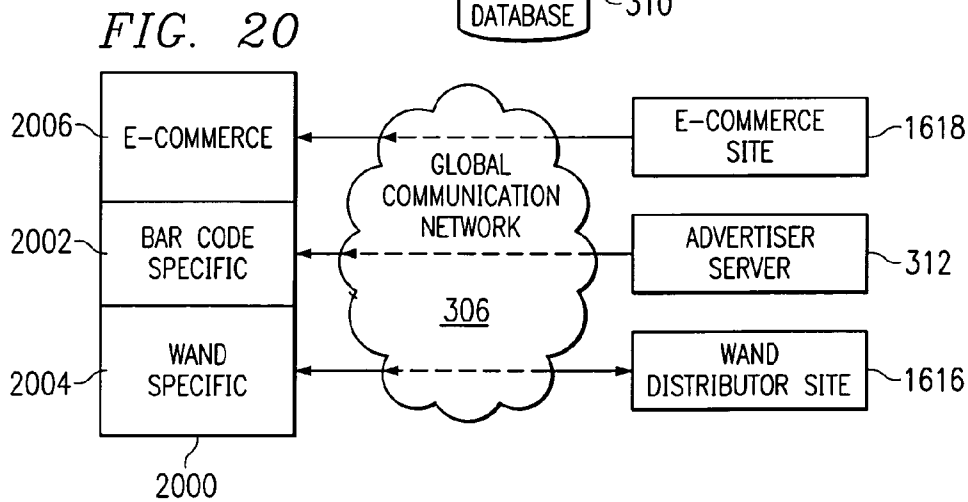 310
DATABASE
FIG. 20
2006
E-COMMERCE
GLOBAL
COMMUNICATION
NETWORK
E-COMMERCE
SITE
1618
2002
BAR CODE
SPECIFIC
ADVERTISER
SERVER
312
306
2004
WAND
SPECIFIC
WAND
DISTRIBUTOR SITE
1616
2000